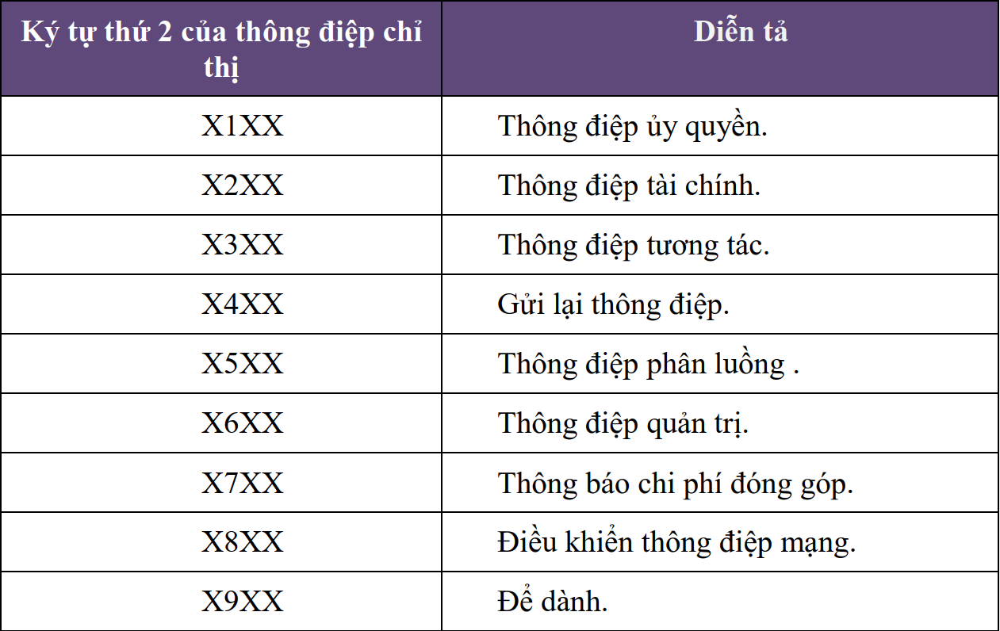 Ký tự thứ 2 của thông điệp chỉ
thị
Diễn tả
X1XX
Thông điệp ủy quyền.
X2XX
Thông điệp tài chính.
X3XX
Thông điệp tương tác.
X4XX
Gửi lại thông điệp.
X5XX
Thông điệp phân luồng .
X6XX
Thông điệp quản trị.
X7XX
Thông báo chi phí đóng góp.
X8XX
Điều khiển thông điệp mạng.
X9XX
Để dành.